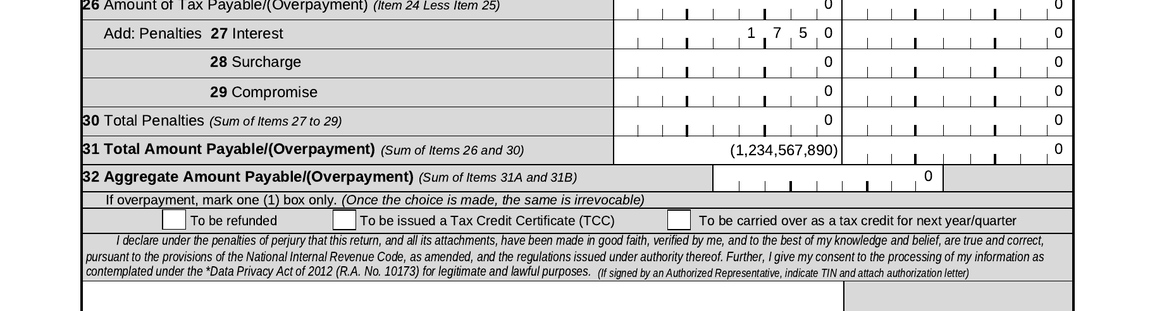 26 Amount of Tax Payable/(Overpayment) (Item 24 Less Item 25) 0 0
Add: Penalties 27 Interest 1 7 5 0 0
28 Surcharge 0 0
29 Compromise 0 0
30 Total Penalties (Sum of Items 27 to 29) 0 0
31 Total Amount Payable/(Overpayment) (Sum of Items 26 and 30) (1,234,567,890) 0
32 Aggregate Amount Payable/(Overpayment) (Sum of Items 31A and 31B) 0
If overpayment, mark one (1) box only. (Once the choice is made, the same is irrevocable)
To be refunded To be issued a Tax Credit Certificate (TCC) To be carried over as a tax credit for next year/quarter
I declare under the penalties of perjury that this return, and all its attachments, have been made in good faith, verified by me, and to the best of my knowledge and belief, are true and correct,
pursuant to the provisions of the National Internal Revenue Code, as amended, and the regulations issued under authority thereof. Further, I give my consent to the processing of my information as
contemplated under the *Data Privacy Act of 2012 (R.A. No. 10173) for legitimate and lawful purposes. (If signed by an Authorized Representative, indicate TIN and attach authorization letter)